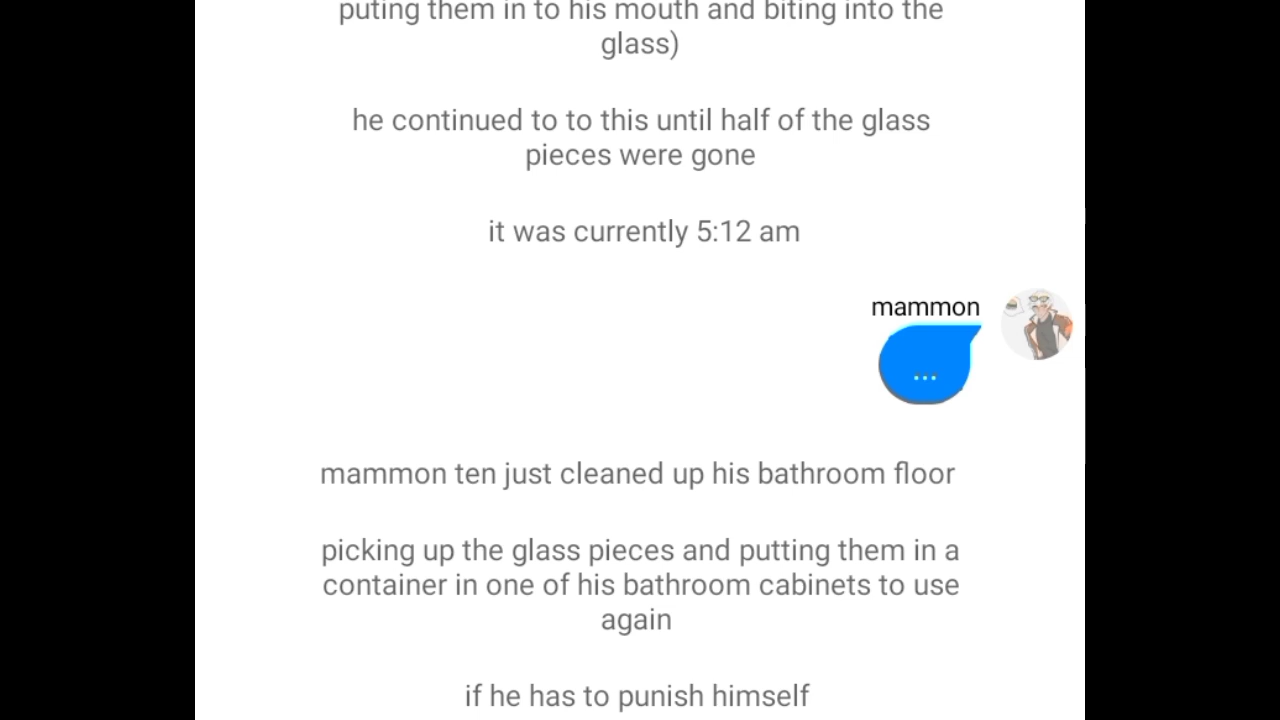 puting them in to his mouth and biting into the
glass)
he continued to to this until half of the glass
pieces were gone
it was currently 5:12 am
mammon
...
mammon ten just cleaned up his bathroom floor
picking up the glass pieces and putting them in a
container in one of his bathroom cabinets to use
again
if he has to punish himself